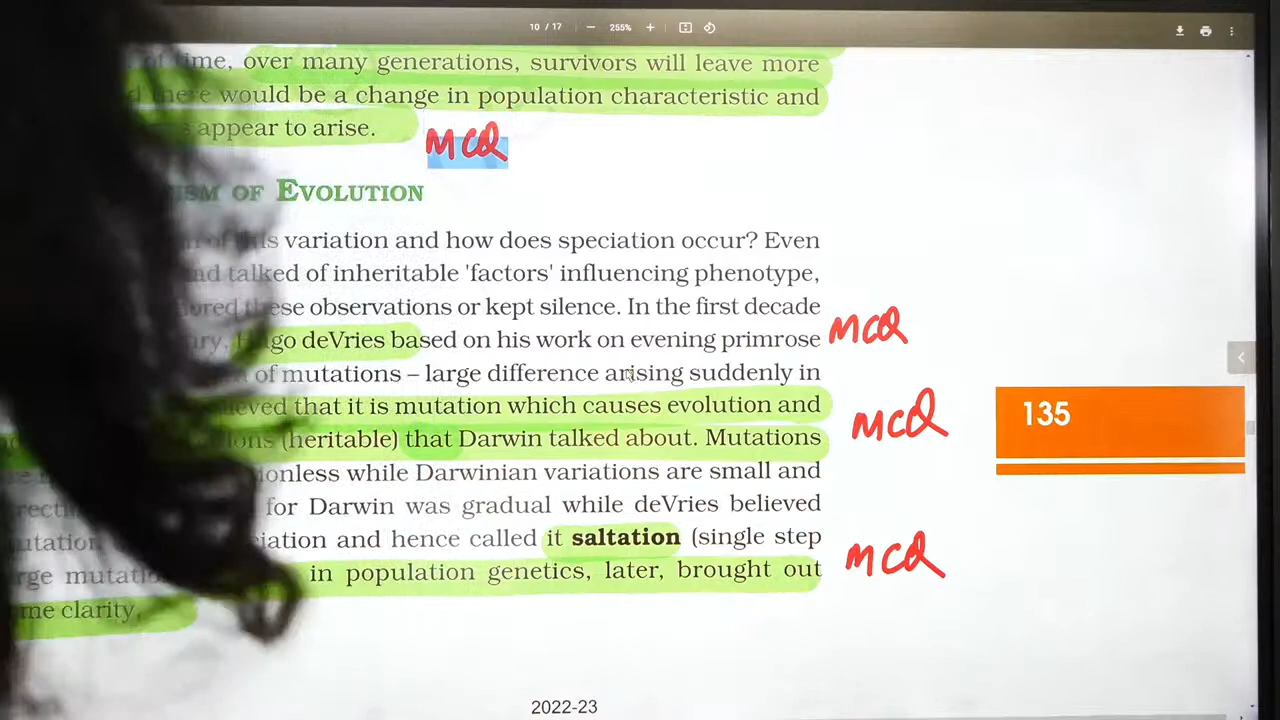 10 / 17 255%
time, over many generations, survivors will leave more
there would be a change in population characteristic and
appear to arise.
MCQ
OF EVOLUTION
this variation and how does speciation occur? Even
talked of inheritable 'factors' influencing phenotype,
these observations or kept silence. In the first decade
Hugo deVries based on his work on evening primrose
MCQ
of mutations – large difference arising suddenly in
that it is mutation which causes evolution and
MCQ
135
(heritable) that Darwin talked about. Mutations
while Darwinian variations are small and
for Darwin was gradual while deVries believed
and hence called it saltation (single step
MCQ
in population genetics, later, brought out
clarity.
2022-23